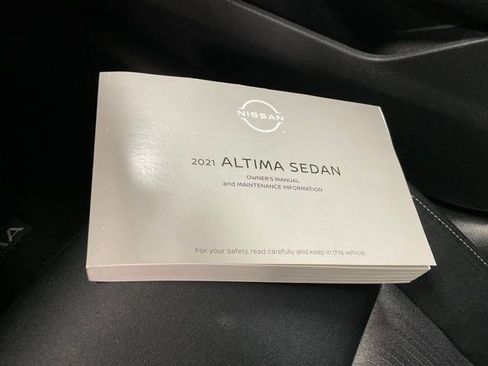 NISSAN
2021 ALTIMA SEDAN
OWNER'S MANUAL
and MAINTENANCE INFORMATION
For your safety, read carefully and keep in this vehicle.